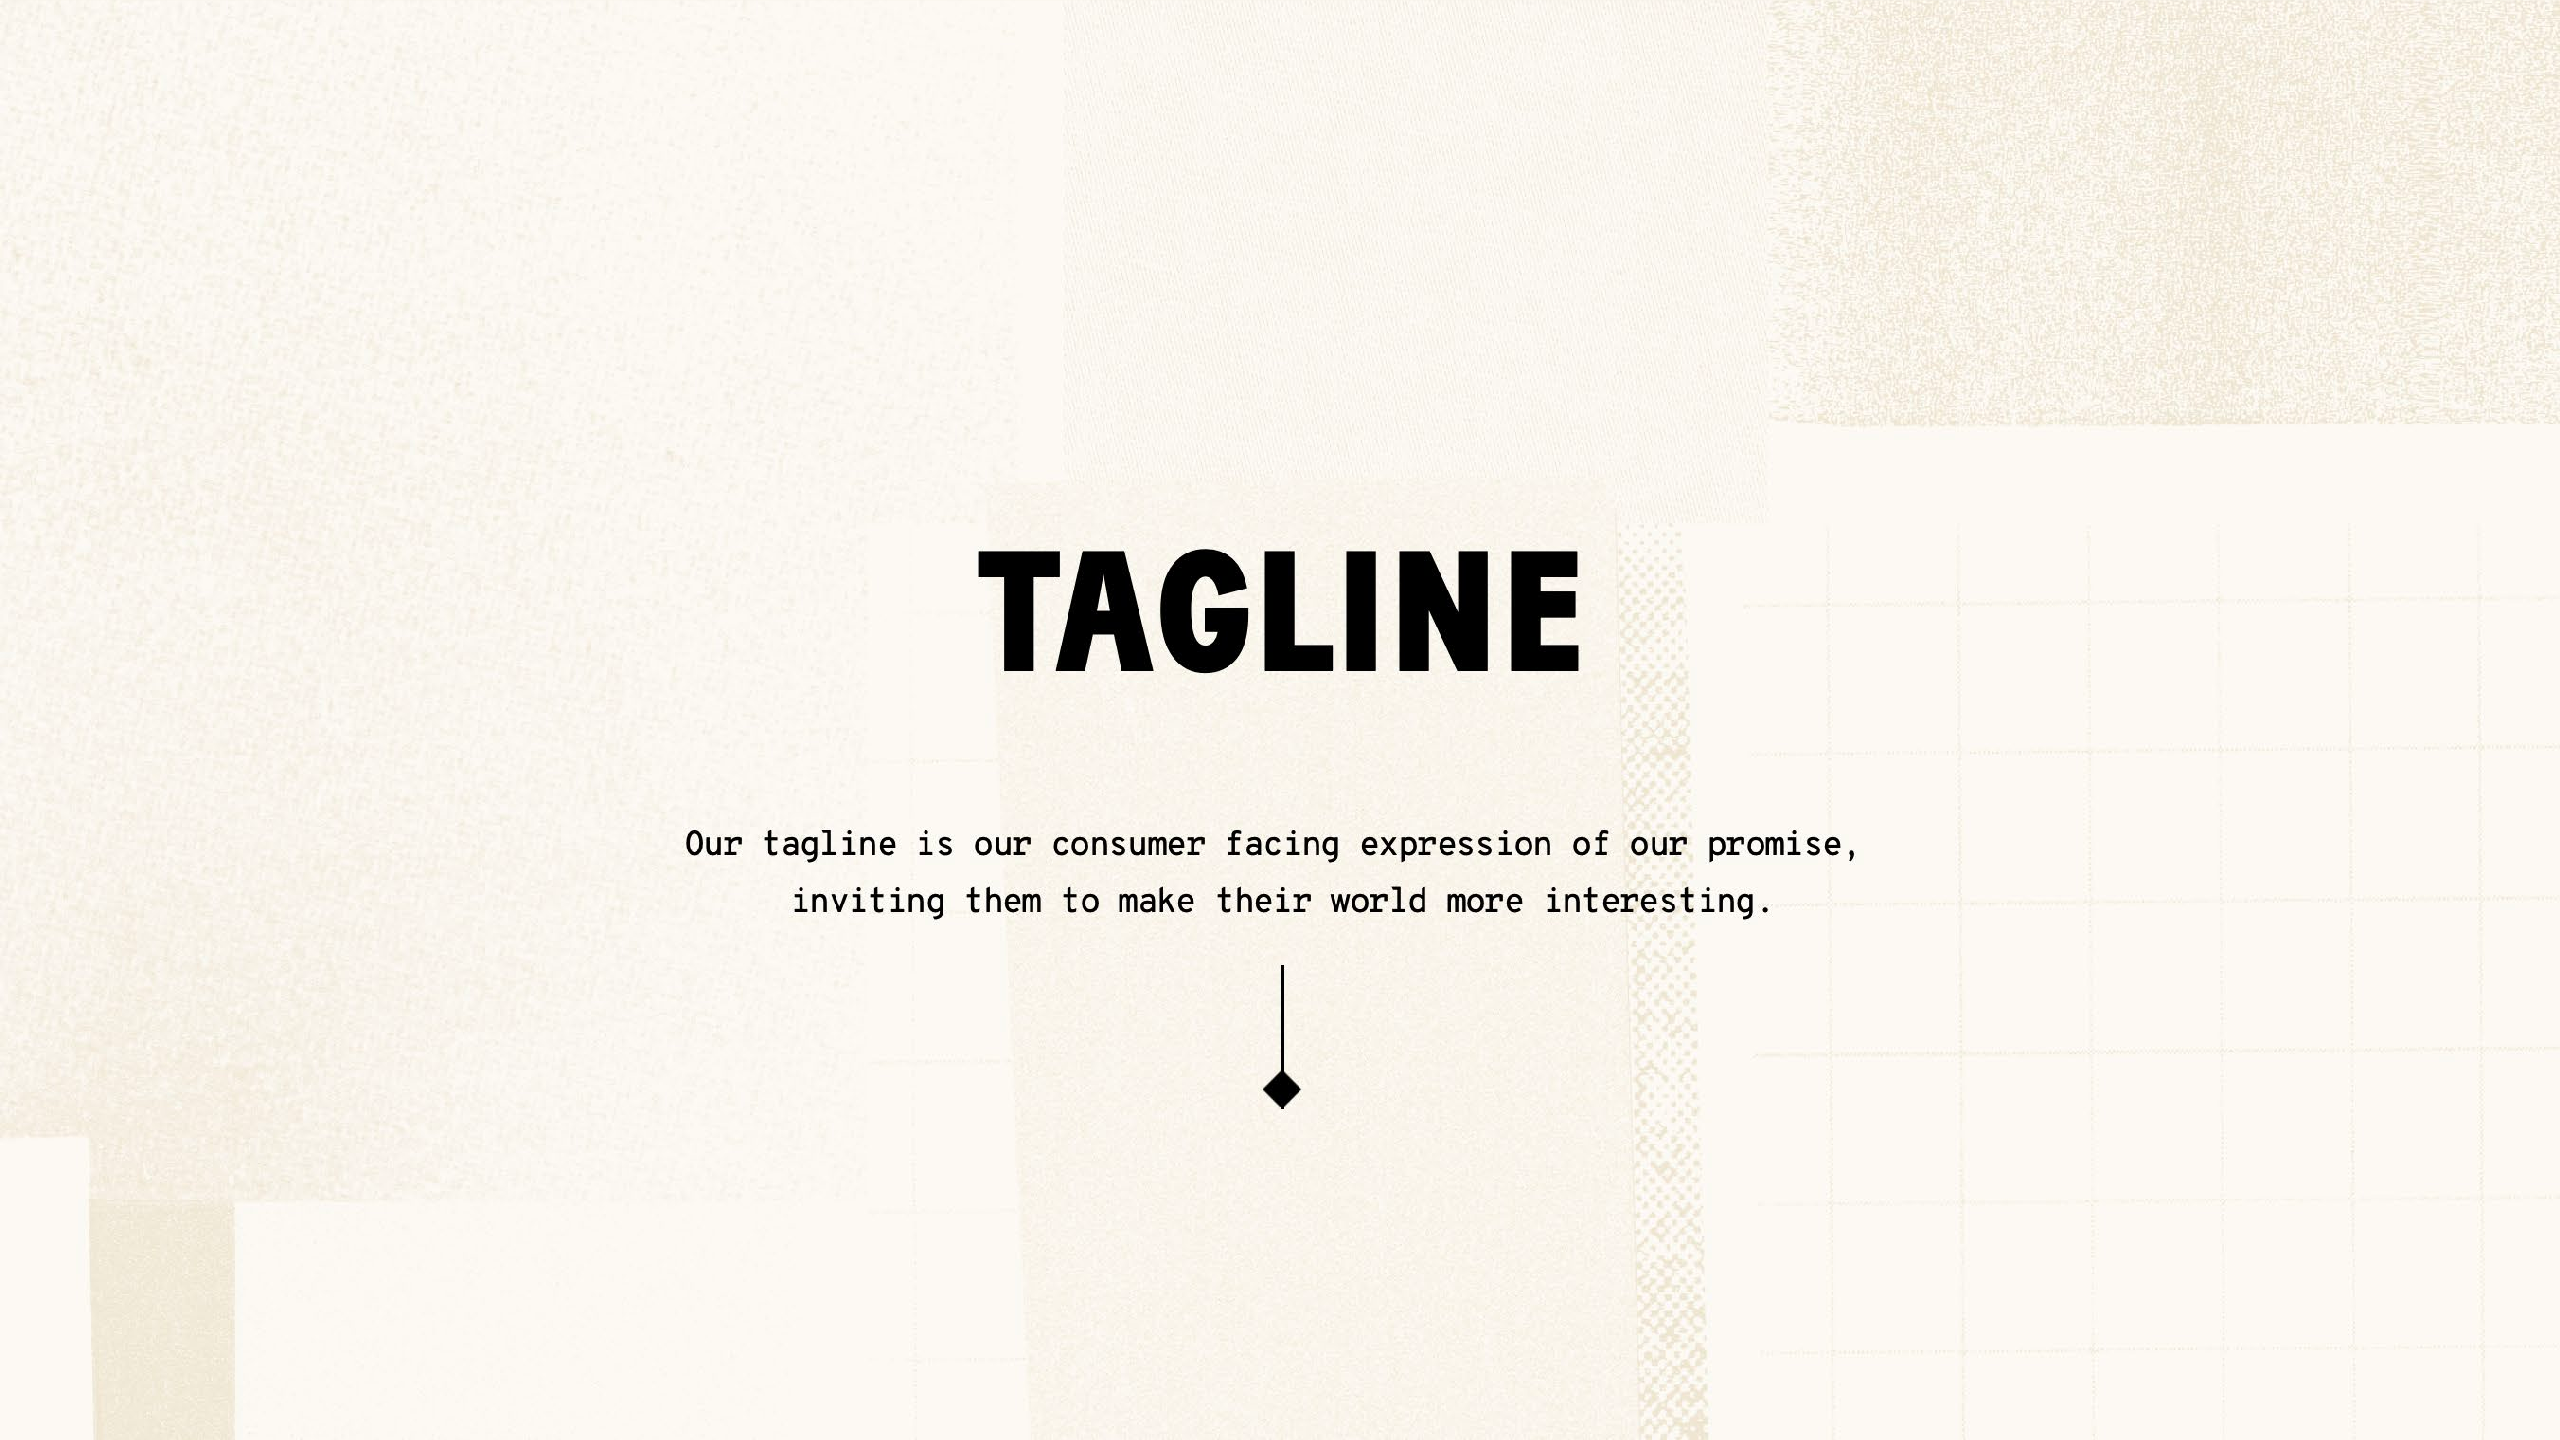 TAGLINE
Our tagline is our consumer facing expression of our promise,
inviting them to make their world more interesting.